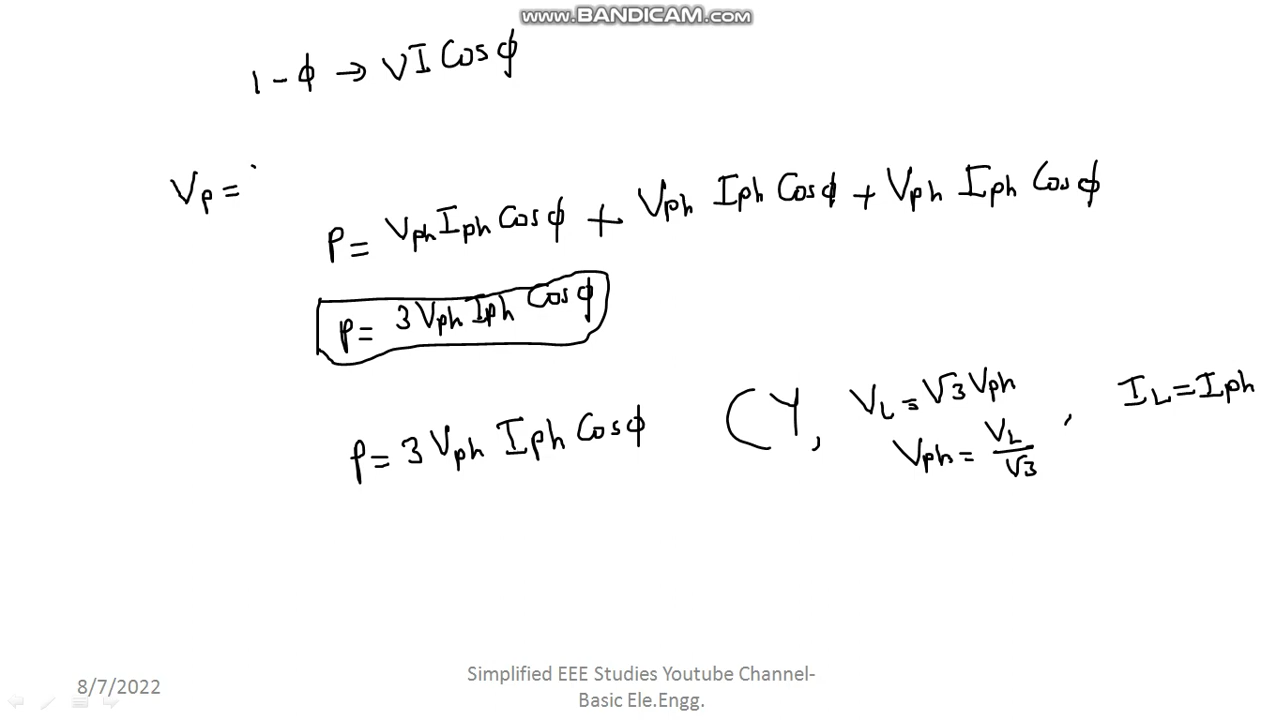 www.BANDICAM.com
1-ϕ → VI Cosϕ
Vp =
P = Vph Iph Cosϕ + Vph Iph Cosϕ + Vph Iph Cosϕ
P = 3 Vph Iph Cosϕ
P = 3 Vph Iph Cosϕ (Y, VL = √3 Vph , IL = Iph
Vph = VL/√3
8/7/2022
Simplified EEE Studies Youtube Channel-
Basic Ele.Engg.